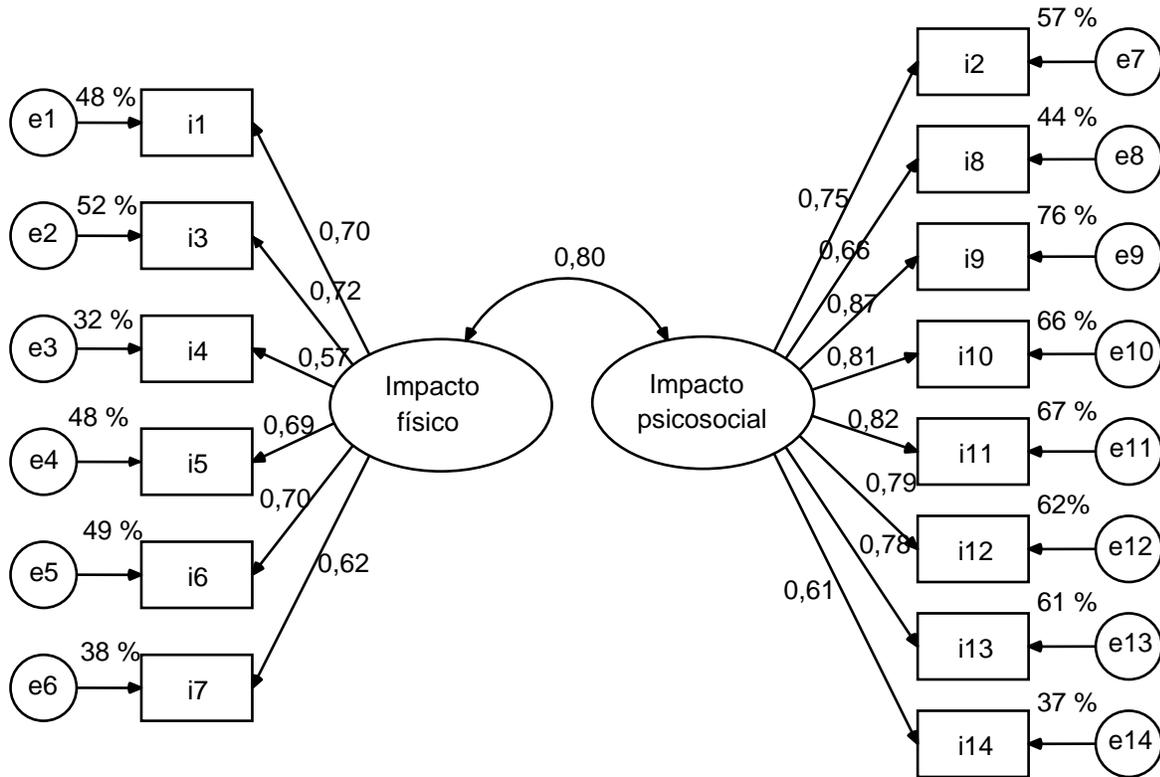 48 %
e1
i1
0,70
52 %
e2
i3
0,72
32 %
e3
i4
0,57
48 %
e4
i5
0,69
49 %
e5
i6
0,70
38 %
e6
i7
0,62
Impacto
físico
0,80
Impacto
psicosocial
0,75
i2
57 %
e7
0,66
i8
44 %
e8
0,87
i9
76 %
e9
0,81
i10
66 %
e10
0,82
i11
67 %
e11
0,79
i12
62%
e12
0,78
i13
61 %
e13
0,61
i14
37 %
e14